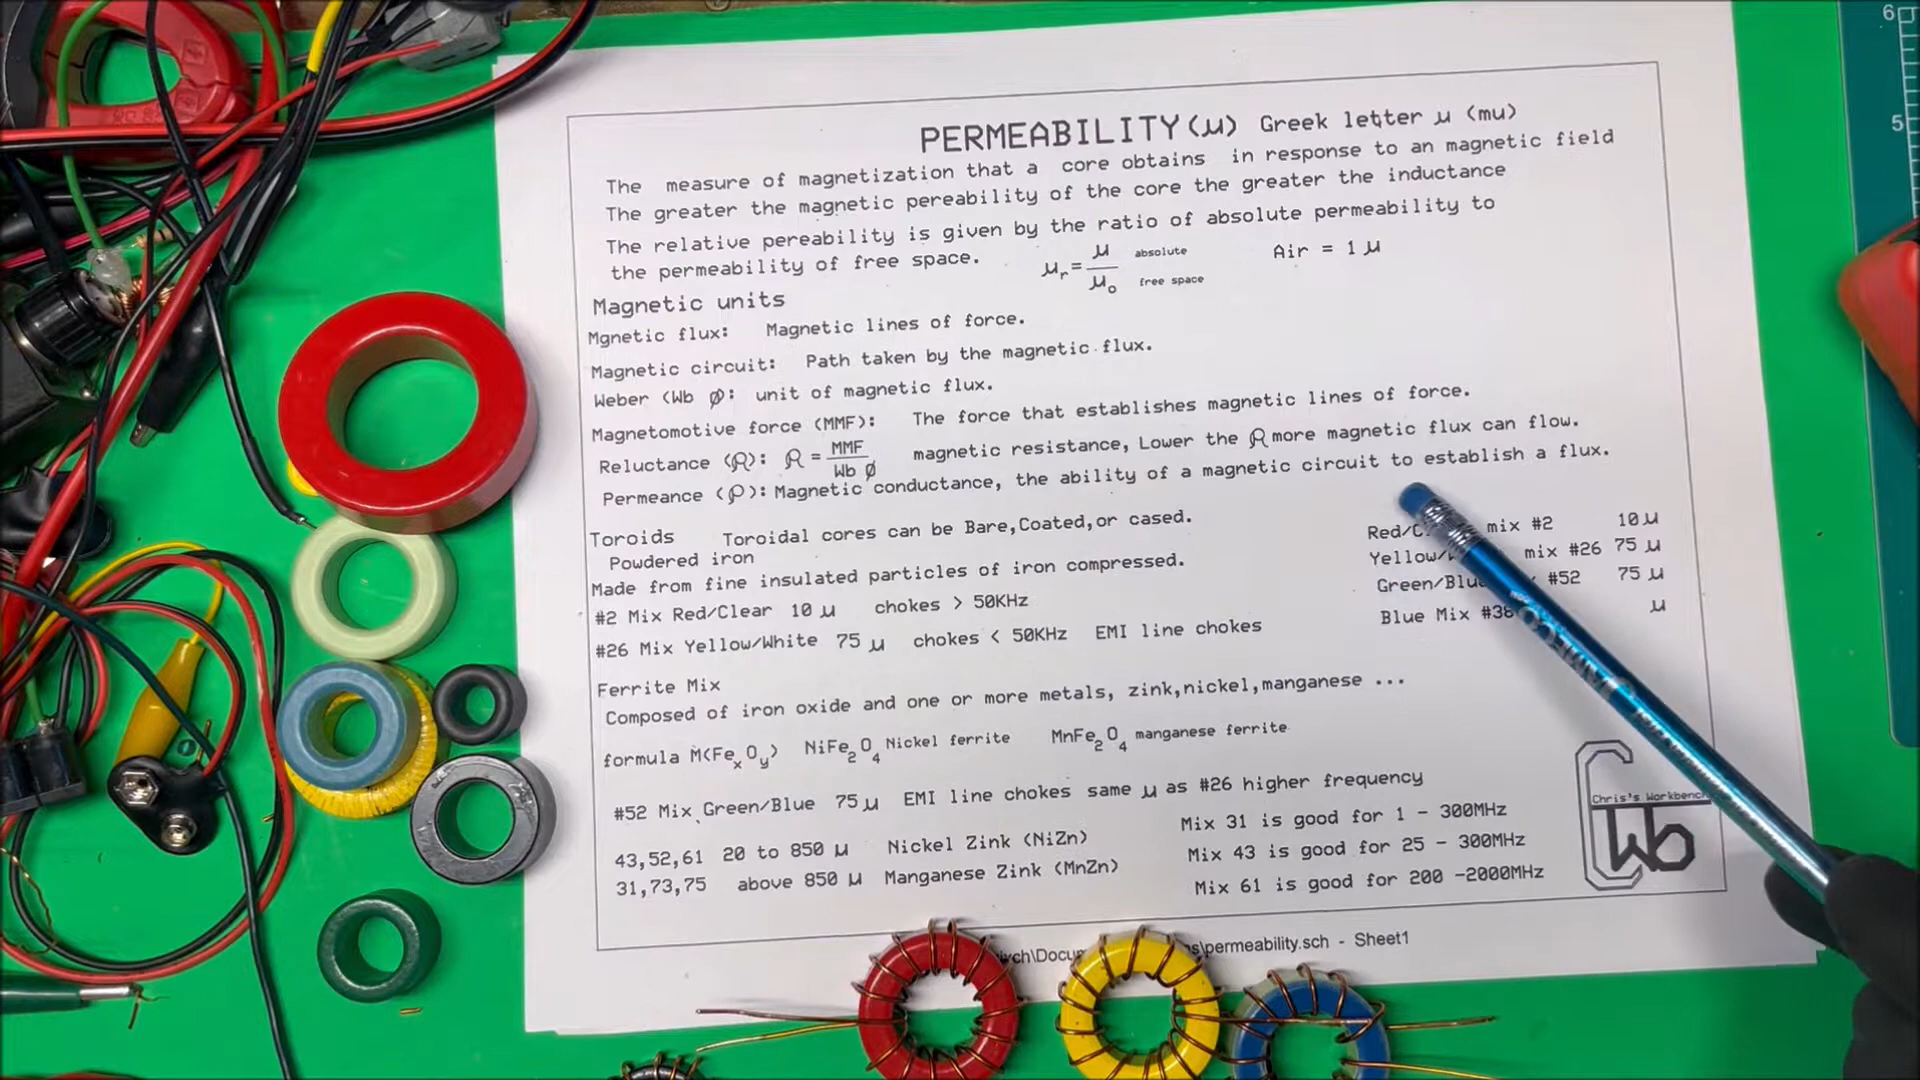 PERMEABILITY(μ) Greek letter μ (mu)
The measure of magnetization that a core obtains in response to an magnetic field
The greater the magnetic pereability of the core the greater the inductance
The relative pereability is given by the ratio of absolute permeability to
the permeability of free space. μr = μ absolute / μo free space Air = 1 μ
Magnetic units
Mgnetic flux: Magnetic lines of force.
Magnetic circuit: Path taken by the magnetic flux.
Weber (Wb Ø: unit of magnetic flux.
Magnetomotive force (MMF): The force that establishes magnetic lines of force.
Reluctance (ℛ): ℛ = MMF / Wb Ø magnetic resistance, Lower the ℛ more magnetic flux can flow.
Permeance (℘): Magnetic conductance, the ability of a magnetic circuit to establish a flux.
Toroids Toroidal cores can be Bare,Coated,or cased.
Powdered iron
Made from fine insulated particles of iron compressed.
#2 Mix Red/Clear 10 μ chokes > 50KHz
#26 Mix Yellow/White 75 μ chokes < 50KHz EMI line chokes
Red/C mix #2 10 μ
Yellow/ mix #26 75 μ
Green/Blue #52 75 μ
Blue Mix #38 μ
Ferrite Mix
Composed of iron oxide and one or more metals, zink,nickel,manganese ...
formula M(FexOy) NiFe2O4 Nickel ferrite MnFe2O4 manganese ferrite
#52 Mix Green/Blue 75 μ EMI line chokes same μ as #26 higher frequency
43,52,61 20 to 850 μ Nickel Zink (NiZn)
31,73,75 above 850 μ Manganese Zink (MnZn)
Mix 31 is good for 1 - 300MHz
Mix 43 is good for 25 - 300MHz
Mix 61 is good for 200 -2000MHz
Chris's Workbench
CWb
\permeability.sch - Sheet1
6
5